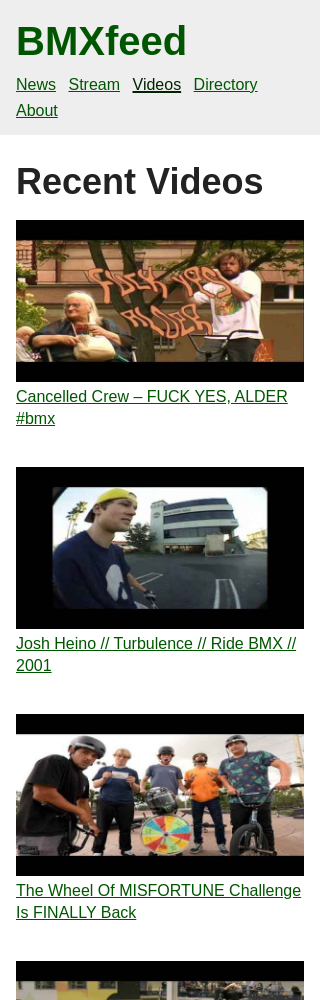 BMXfeed
News Stream Videos Directory
About
Recent Videos
FUCK YES,
ALDER
Cancelled Crew – FUCK YES, ALDER
#bmx
Josh Heino // Turbulence // Ride BMX //
2001
The Wheel Of MISFORTUNE Challenge
Is FINALLY Back